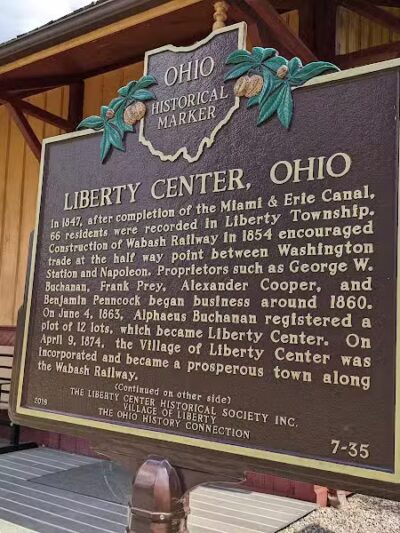 OHIO
HISTORICAL
MARKER
LIBERTY CENTER, OHIO
In 1847, after completion of the Miami & Erie Canal,
66 residents were recorded in Liberty Township.
Construction of Wabash Railway in 1854 encouraged
trade at the half way point between Washington
Station and Napoleon. Proprietors such as George W.
Buchanan, Frank Prey, Alexander Cooper, and
Benjamin Penncock began business around 1860.
On June 4, 1863, Alphaeus Buchanan registered a
plot of 12 lots, which became Liberty Center. On
April 9, 1874, the Village of Liberty Center was
incorporated and became a prosperous town along
the Wabash Railway.
(Continued on other side)
THE LIBERTY CENTER HISTORICAL SOCIETY INC.
VILLAGE OF LIBERTY
THE OHIO HISTORY CONNECTION
2019 7-35